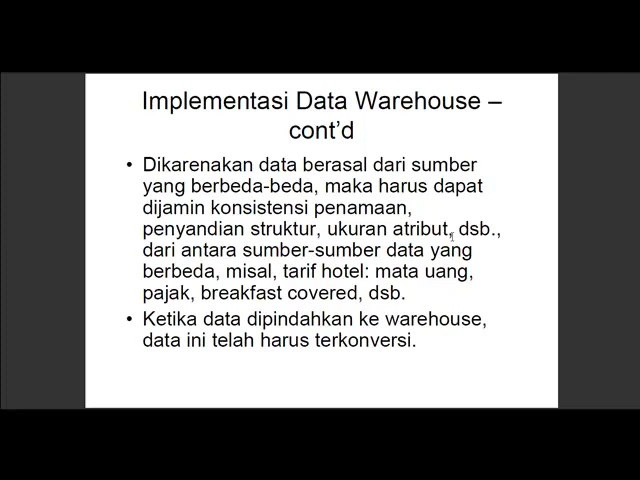 Implementasi Data Warehouse –
cont'd
• Dikarenakan data berasal dari sumber
yang berbeda-beda, maka harus dapat
dijamin konsistensi penamaan,
penyandian struktur, ukuran atribut, dsb.,
dari antara sumber-sumber data yang
berbeda, misal, tarif hotel: mata uang,
pajak, breakfast covered, dsb.
• Ketika data dipindahkan ke warehouse,
data ini telah harus terkonversi.